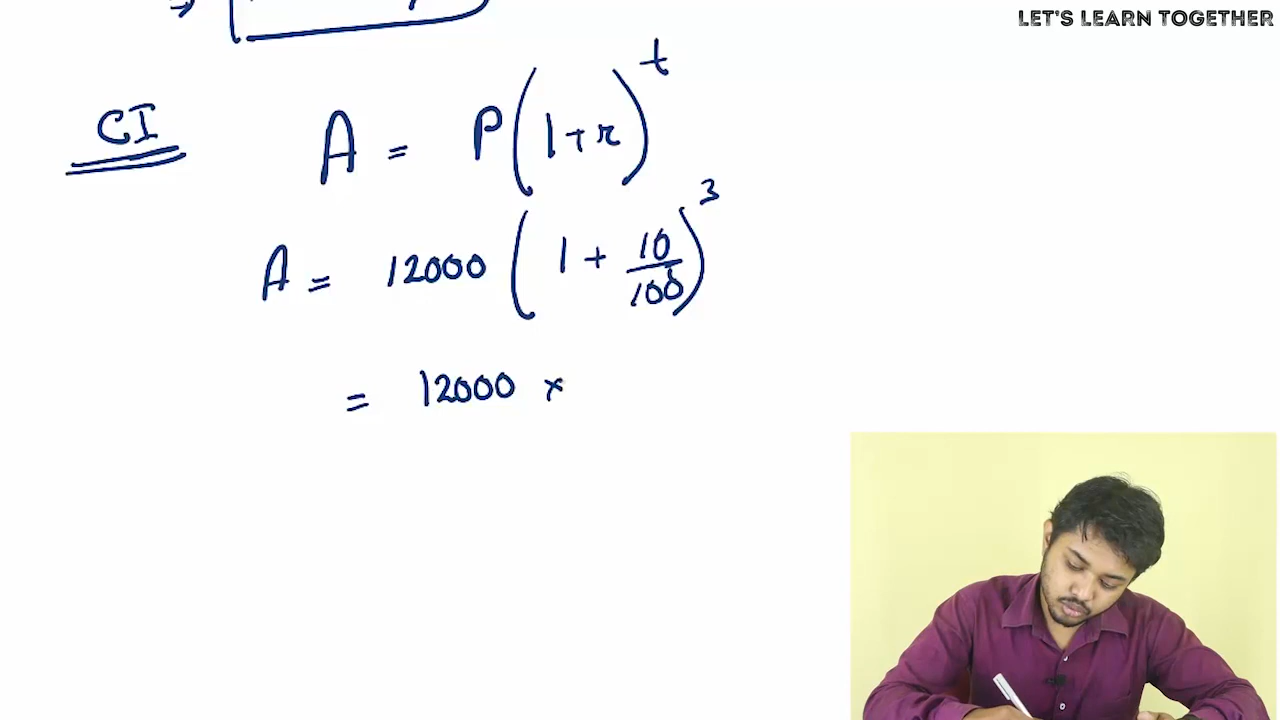 LET'S LEARN TOGETHER
CI A = P(1+r)^t
A = 12000 (1 + 10/100)^3
= 12000 ×